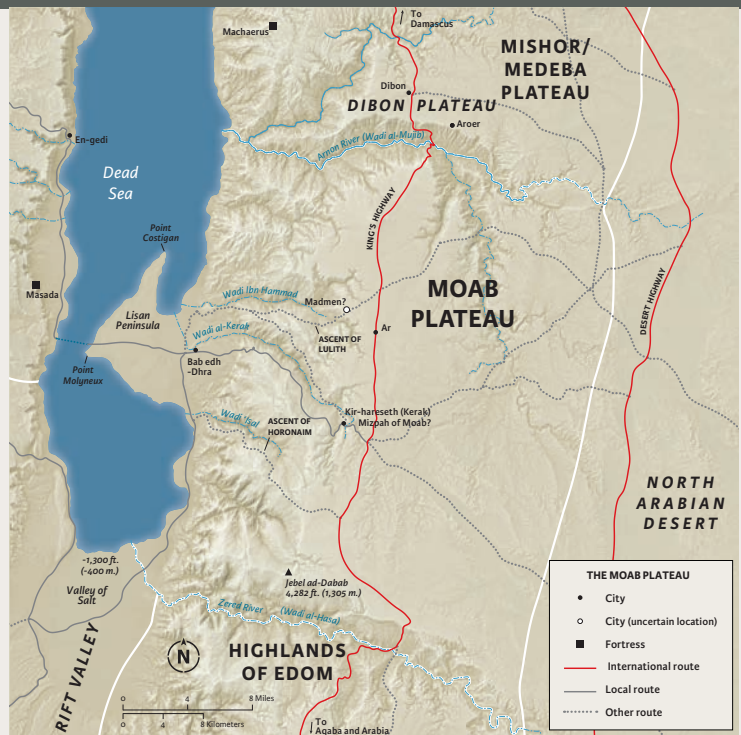 To
Damascus
Machaerus
MISHOR/
MEDEBA
PLATEAU
Dibon
DIBON PLATEAU
Aroer
En-gedi
Arnon River (Wadi al-Mujib)
Dead
Sea
KING'S HIGHWAY
Point
Costigan
DESERT HIGHWAY
Masada
Wadi Ibn Hammad
Madmen?
MOAB
PLATEAU
Lisan
Peninsula
Wadi al-Kerak
Ar
ASCENT OF
LULITH
Bab edh
-Dhra
Point
Molyneux
Kir-hareseth (Kerak)
Mizpah of Moab?
Wadi 'Isal
ASCENT OF
HORONAIM
NORTH
ARABIAN
DESERT
-1,300 ft.
(-400 m.)
Valley of
Salt
Jebel ad-Dabab
4,282 ft. (1,305 m.)
Zered River (Wadi al-Hasa)
RIFT VALLEY
N
HIGHLANDS
OF EDOM
0 4 8 Miles
0 4 8 Kilometers
To
Aqaba and Arabia
THE MOAB PLATEAU
City
City (uncertain location)
Fortress
International route
Local route
Other route